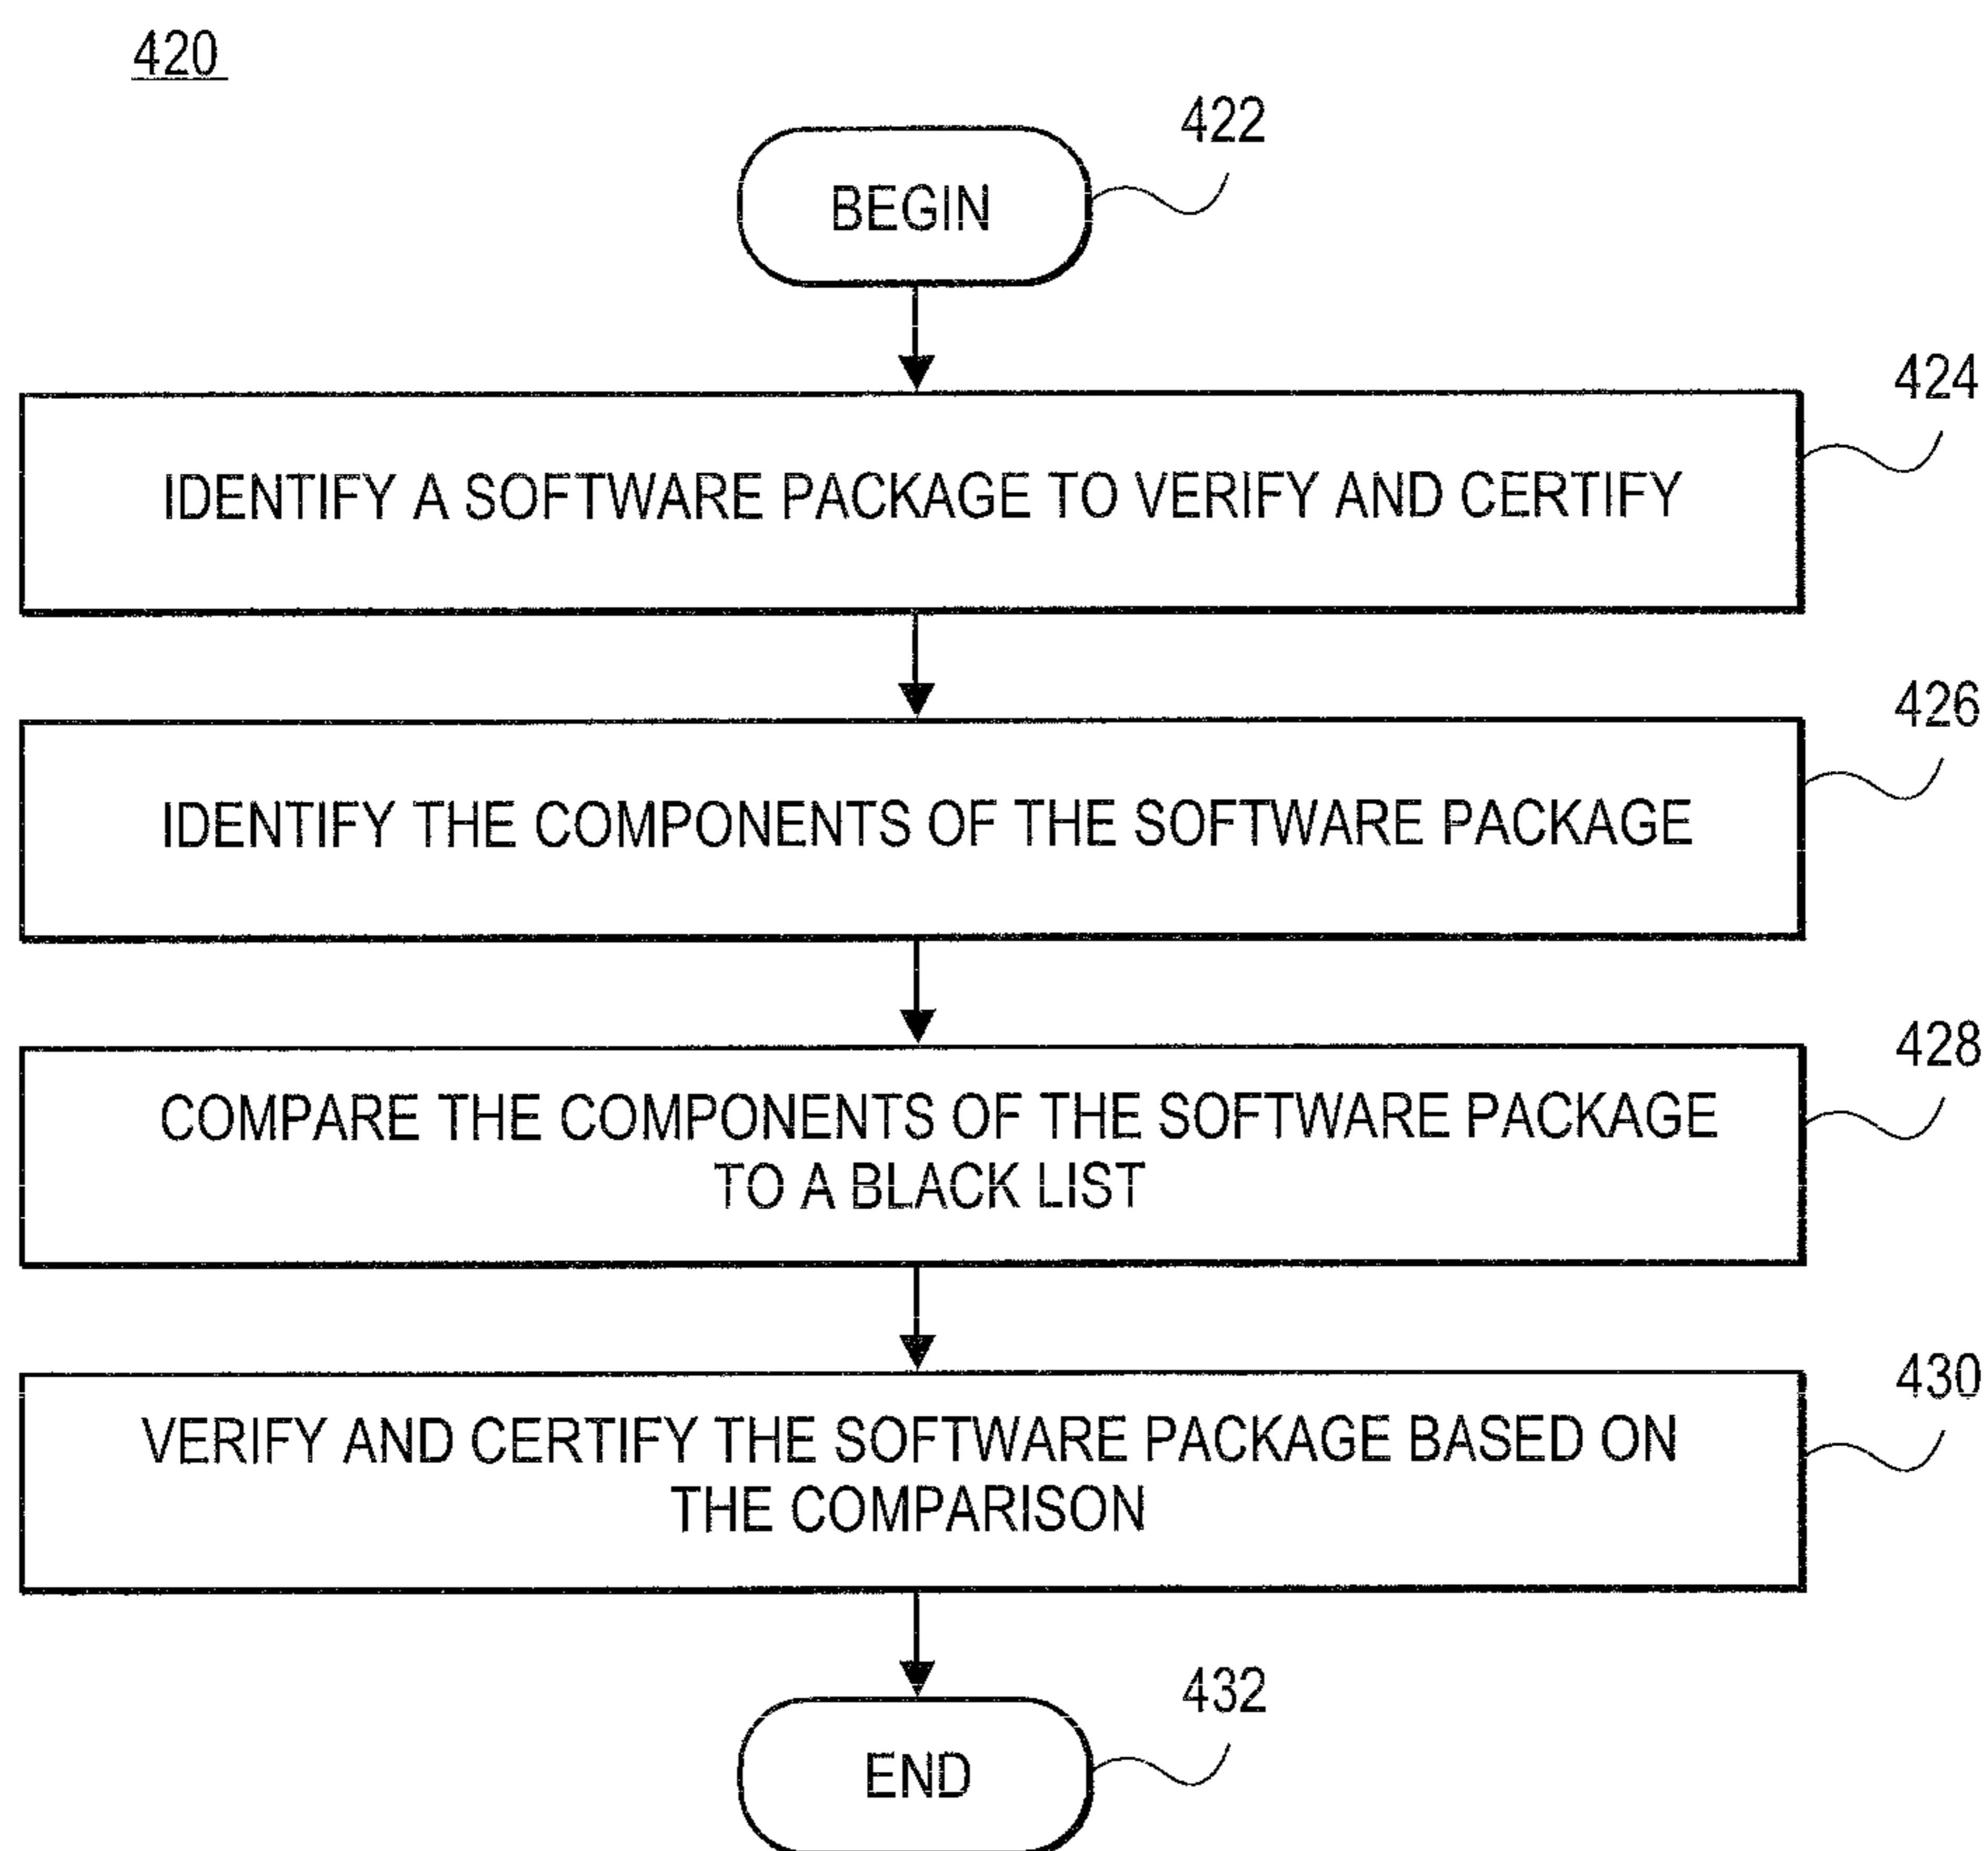 420
422
BEGIN
424
IDENTIFY A SOFTWARE PACKAGE TO VERIFY AND CERTIFY
426
IDENTIFY THE COMPONENTS OF THE SOFTWARE PACKAGE
428
COMPARE THE COMPONENTS OF THE SOFTWARE PACKAGE
TO A BLACK LIST
430
VERIFY AND CERTIFY THE SOFTWARE PACKAGE BASED ON
THE COMPARISON
432
END